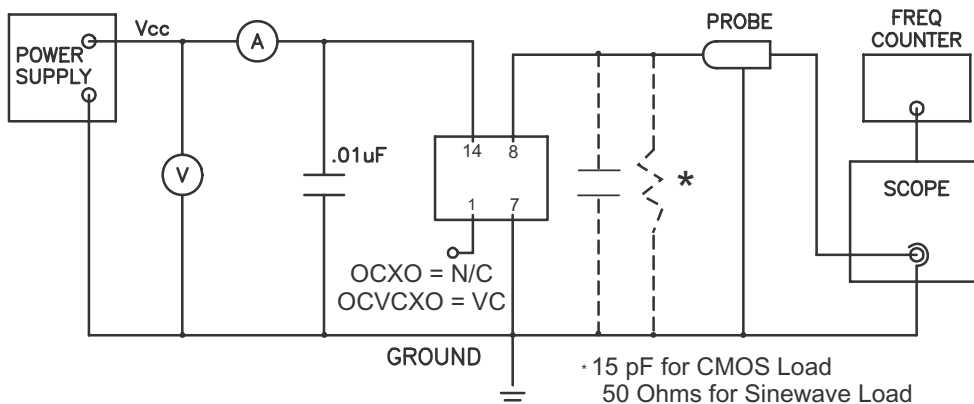 POWER
SUPPLY
Vcc
A
V
.01uF
14
8
1
7
OCXO = N/C
OCVCXO = VC
GROUND
PROBE
FREQ
COUNTER
SCOPE
*
* 15 pF for CMOS Load
50 Ohms for Sinewave Load